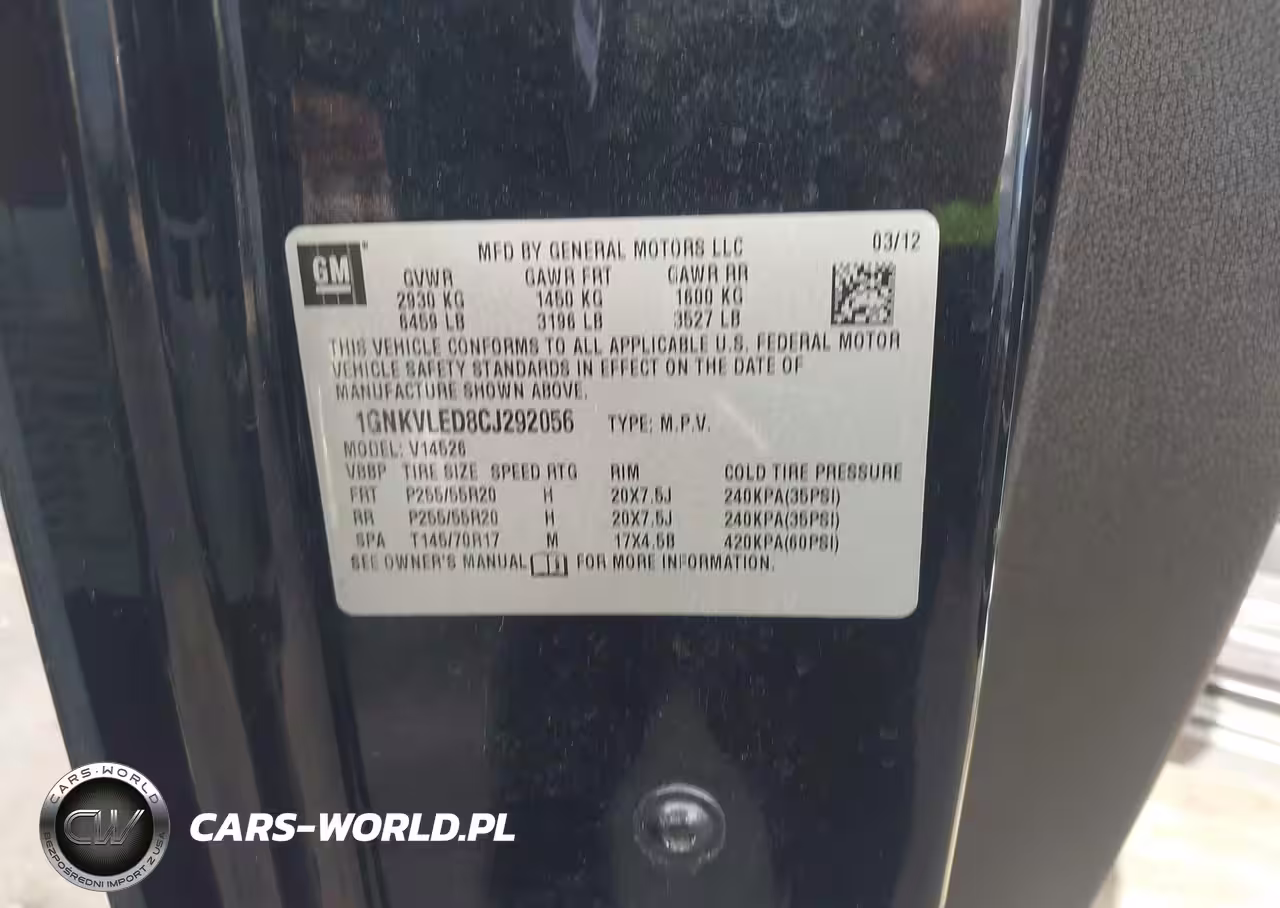 GM
MFD BY GENERAL MOTORS LLC 03/12
GVWR GAWR FRT GAWR RR
2930 KG 1450 KG 1600 KG
6459 LB 3196 LB 3527 LB
THIS VEHICLE CONFORMS TO ALL APPLICABLE U.S. FEDERAL MOTOR
VEHICLE SAFETY STANDARDS IN EFFECT ON THE DATE OF
MANUFACTURE SHOWN ABOVE.
1GNKVLED8CJ292056 TYPE: M.P.V.
MODEL: V14526
VBBP TIRE SIZE SPEED RTG RIM COLD TIRE PRESSURE
FRT P255/55R20 H 20X7.5J 240KPA(35PSI)
RR P255/55R20 H 20X7.5J 240KPA(35PSI)
SPA T145/70R17 M 17X4.5B 420KPA(60PSI)
SEE OWNER'S MANUAL FOR MORE INFORMATION.
CARS-WORLD
CW
BEZPOŚREDNI IMPORT Z USA
CARS-WORLD.PL